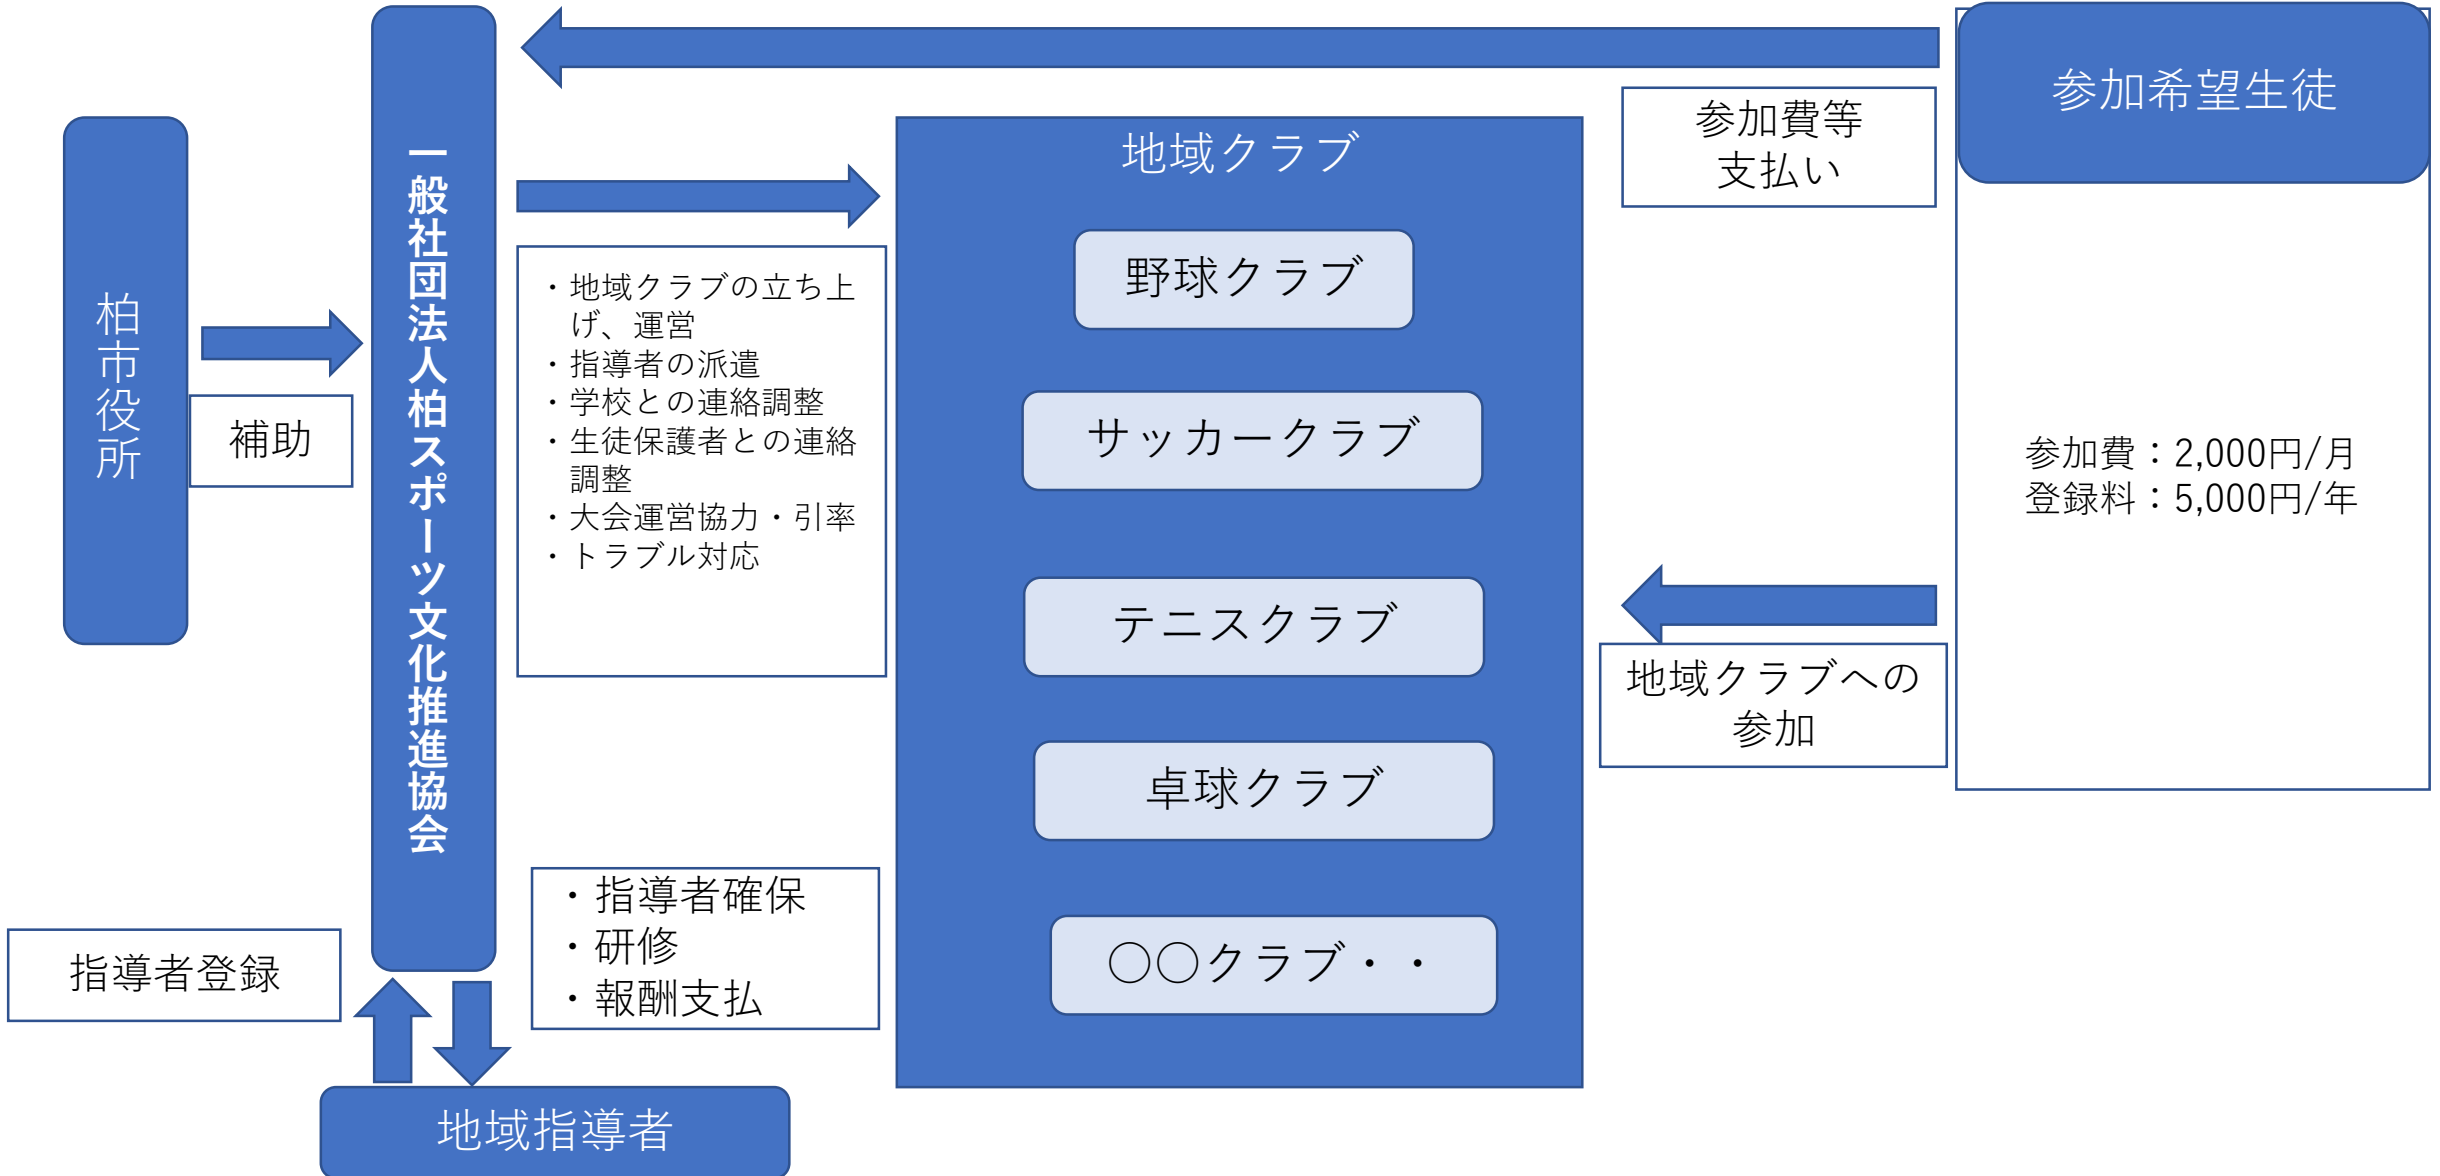 柏市役所
補助
一般社団法人柏スポーツ文化推進協会
・地域クラブの立ち上
げ、運営
・指導者の派遣
・学校との連絡調整
・生徒保護者との連絡
調整
・大会運営協力・引率
・トラブル対応
地域クラブ
野球クラブ
サッカークラブ
テニスクラブ
卓球クラブ
〇〇クラブ・・
参加費等
支払い
参加希望生徒
参加費：2,000円/月
登録料：5,000円/年
地域クラブへの
参加
指導者登録
・指導者確保
・研修
・報酬支払
地域指導者